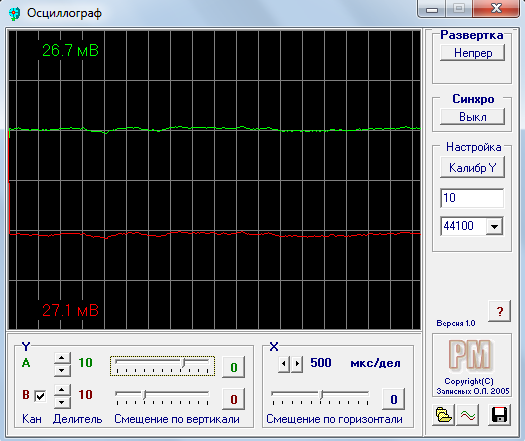 Осциллограф
26.7 мВ
27.1 мВ
Развертка
Непрер
Синхро
Выкл
Настройка
Калибр Y
10
44100
Версия 1.0
?
PM
Copyright(C)
Записных О.Л. 2005
Y
A 10 0
B 10 0
Кан Делитель Смещение по вертикали
X
500 мкс/дел
0
Смещение по горизонтали